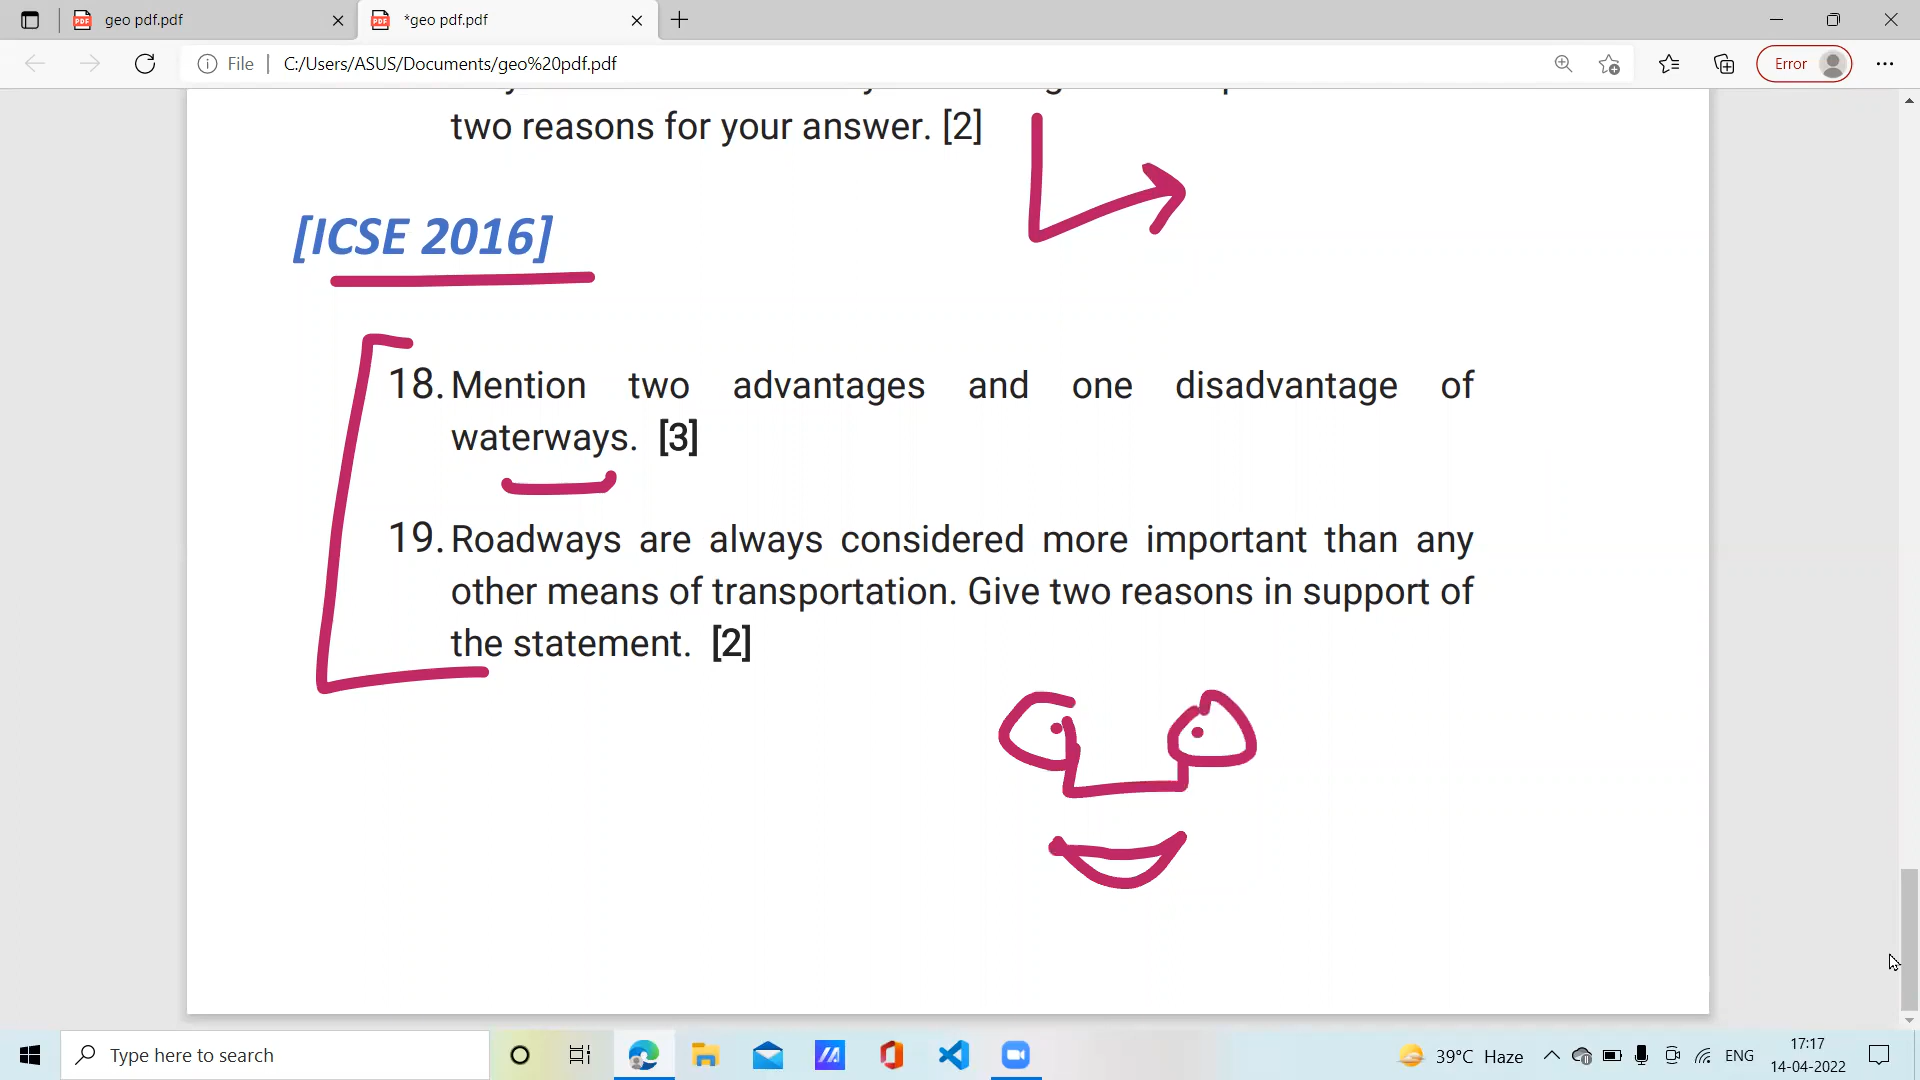 geo pdf.pdf
*geo pdf.pdf
File
C:/Users/ASUS/Documents/geo%20pdf.pdf
Error
two reasons for your answer. [2]
[ICSE 2016]
18. Mention two advantages and one disadvantage of
waterways. [3]
19. Roadways are always considered more important than any
other means of transportation. Give two reasons in support of
the statement. [2]
Type here to search
39°C Haze
ENG
17:17
14-04-2022